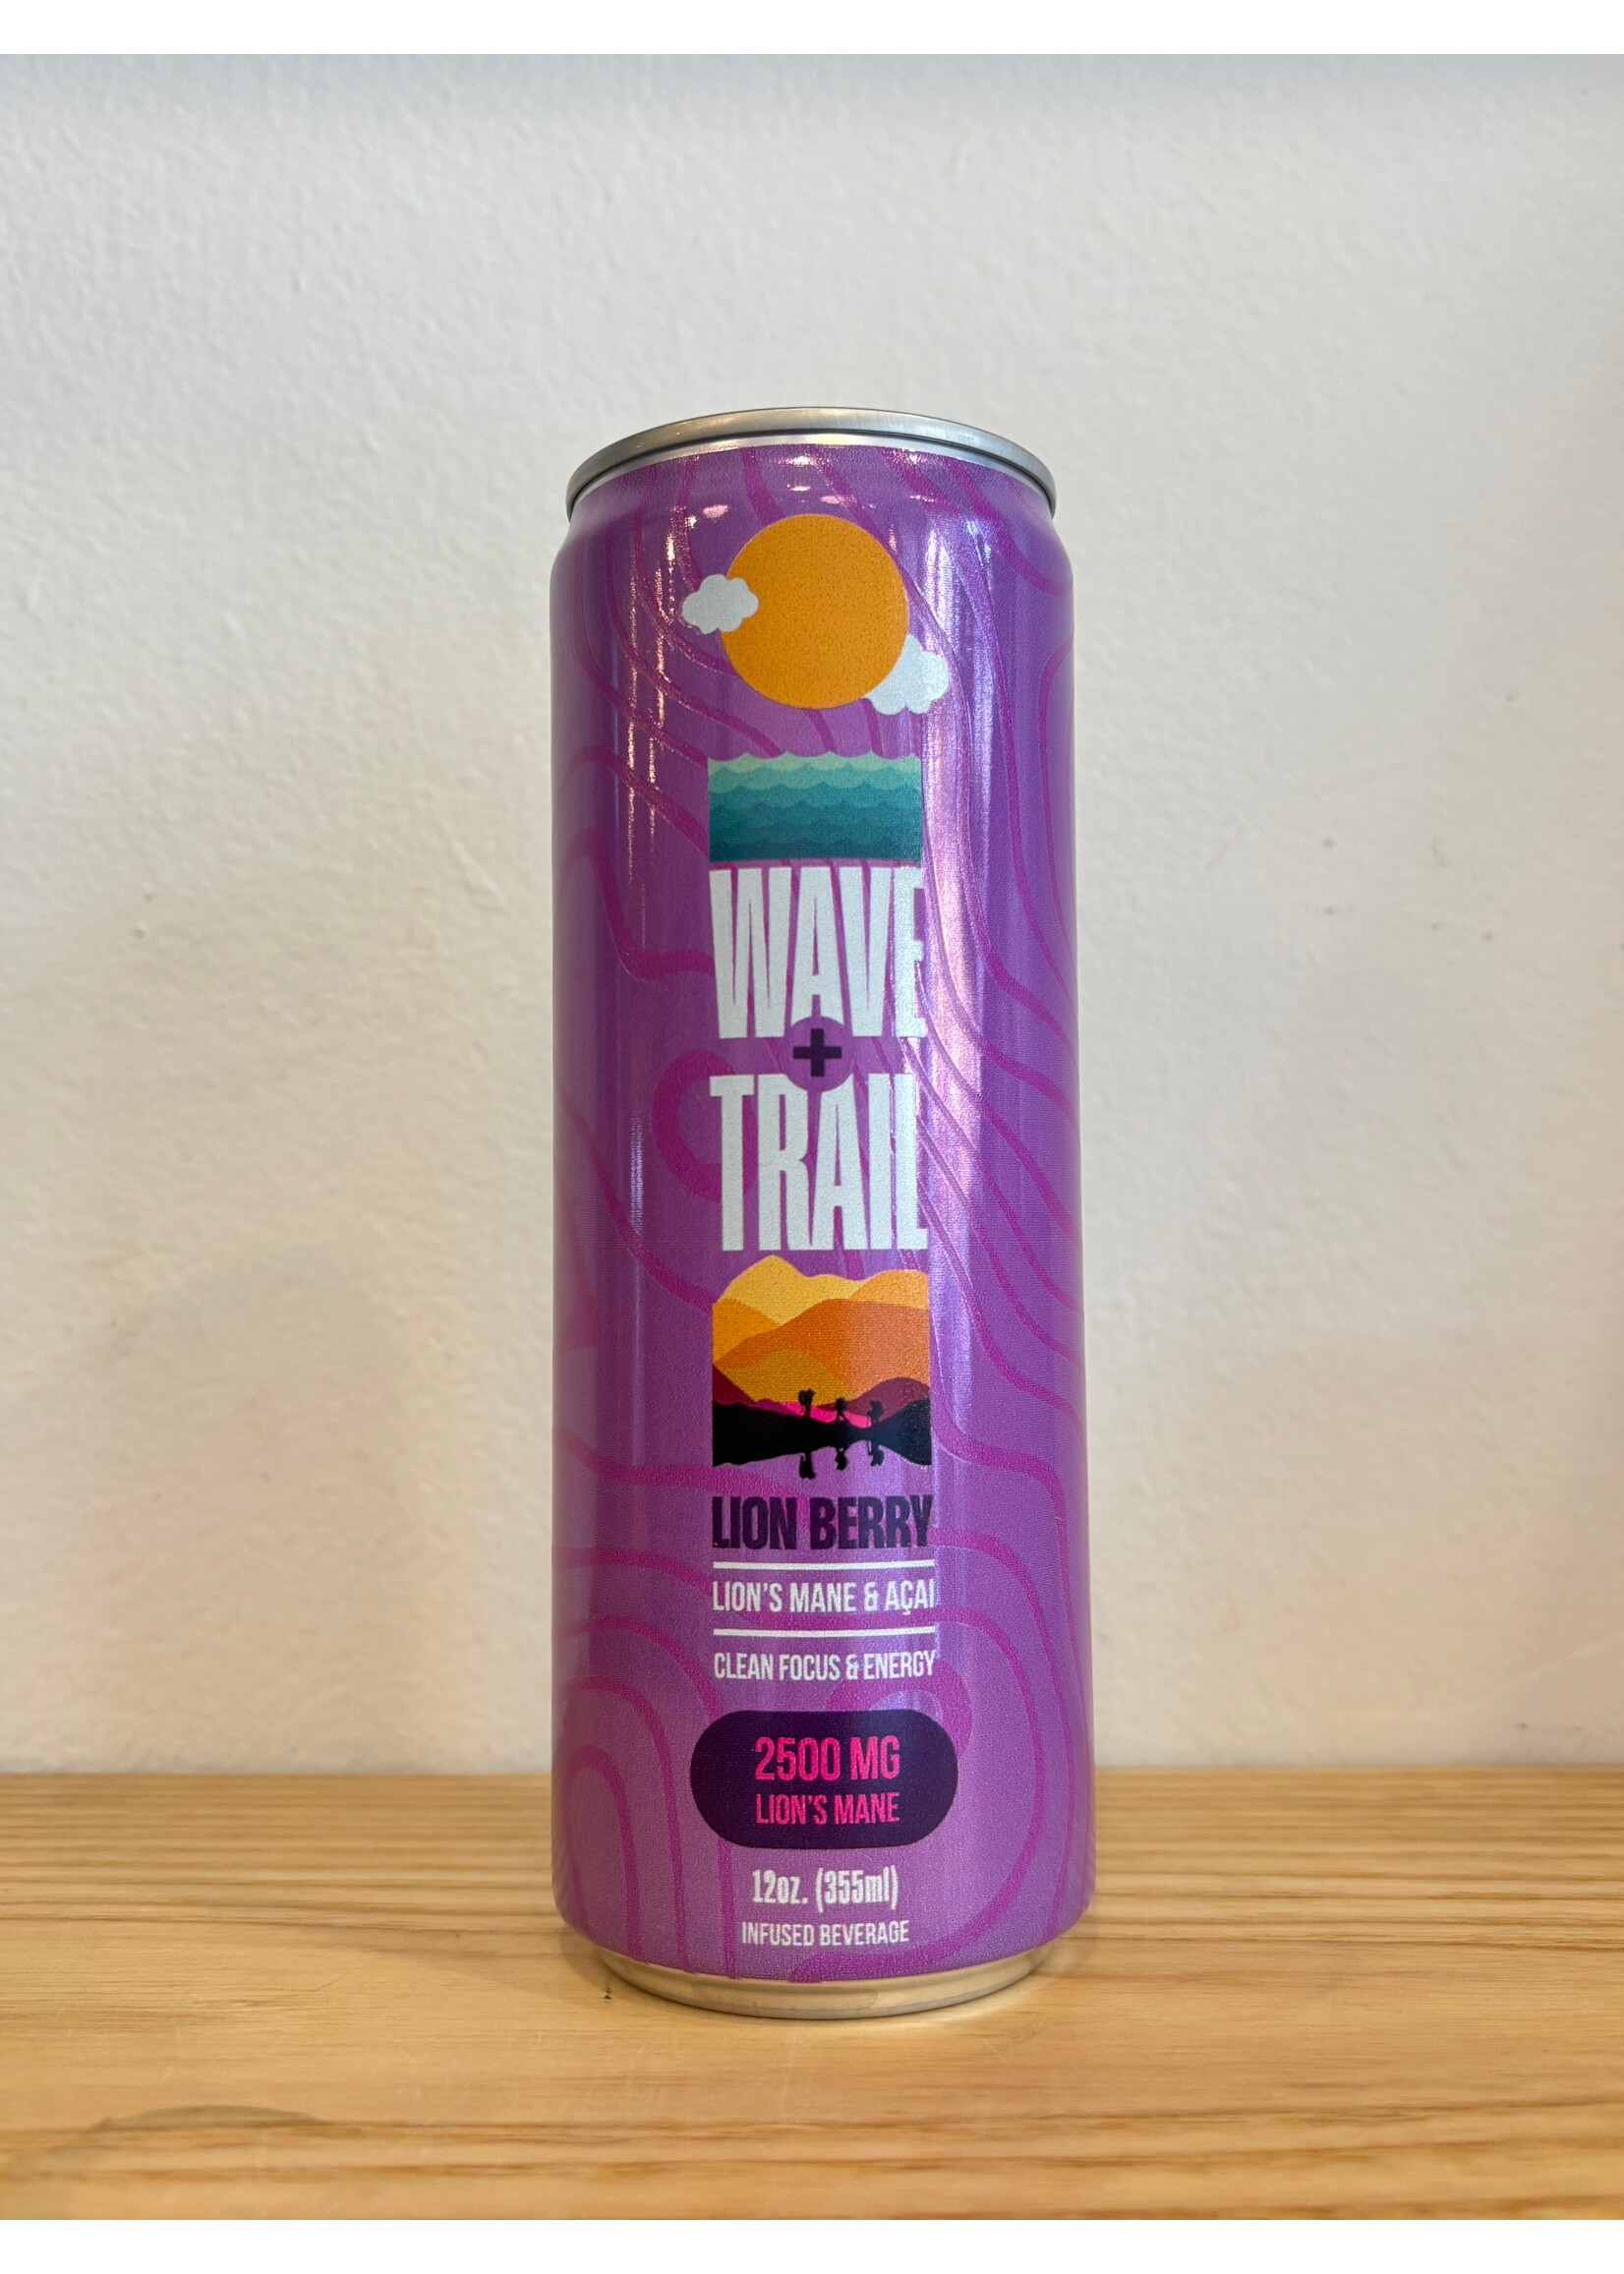 WAVE
+
TRAIL
LION BERRY
LION'S MANE & AÇAI
CLEAN FOCUS & ENERGY
2500 MG
LION'S MANE
12oz. (355ml)
INFUSED BEVERAGE